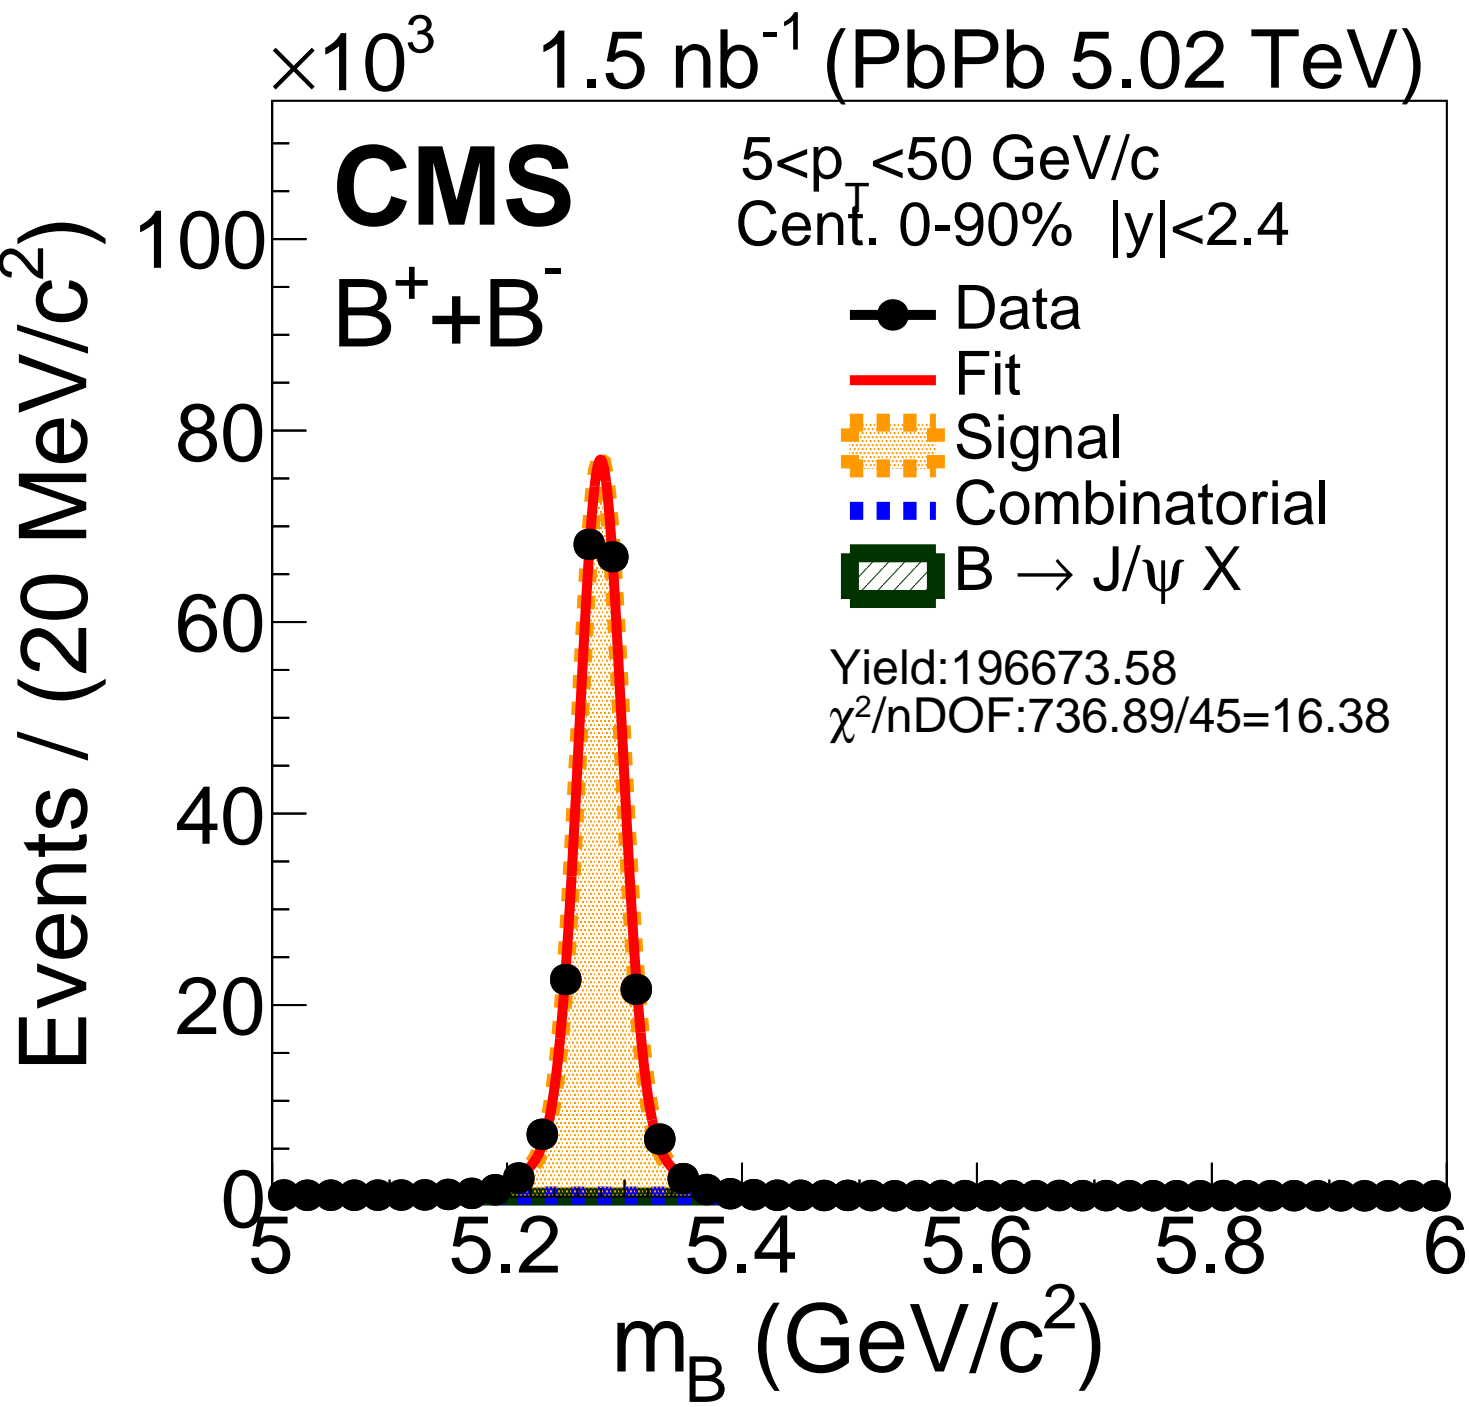 ×10³ 1.5 nb⁻¹ (PbPb 5.02 TeV)
CMS
B⁺+B⁻
5<p_T<50 GeV/c
Cent. 0-90% |y|<2.4
Data
Fit
Signal
Combinatorial
B → J/ψ X
Yield:196673.58
χ²/nDOF:736.89/45=16.38
Events / (20 MeV/c²)
100
80
60
40
20
0
5 5.2 5.4 5.6 5.8 6
m_B (GeV/c²)